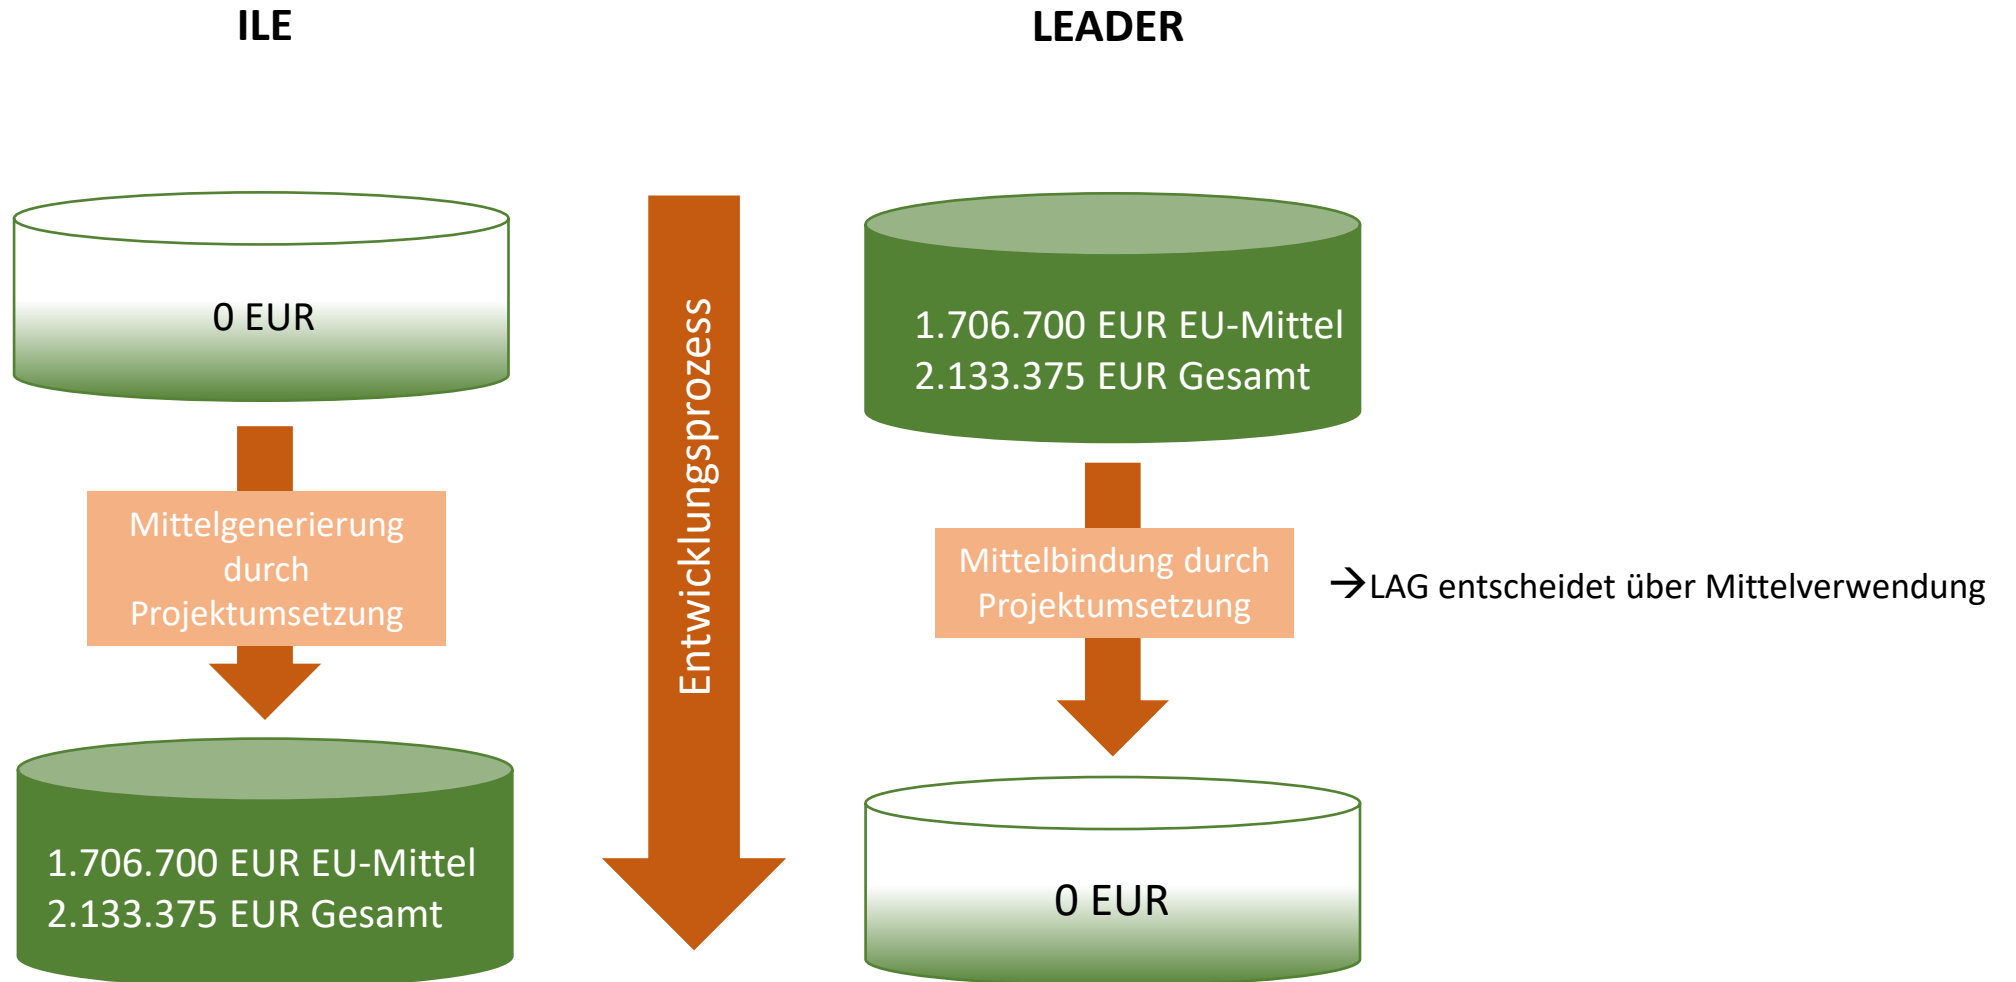 ILE
LEADER
0 EUR
Mittelgenerierung
durch
Projektumsetzung
1.706.700 EUR EU-Mittel
2.133.375 EUR Gesamt
Entwicklungsprozess
1.706.700 EUR EU-Mittel
2.133.375 EUR Gesamt
Mittelbindung durch
Projektumsetzung
→LAG entscheidet über Mittelverwendung
0 EUR